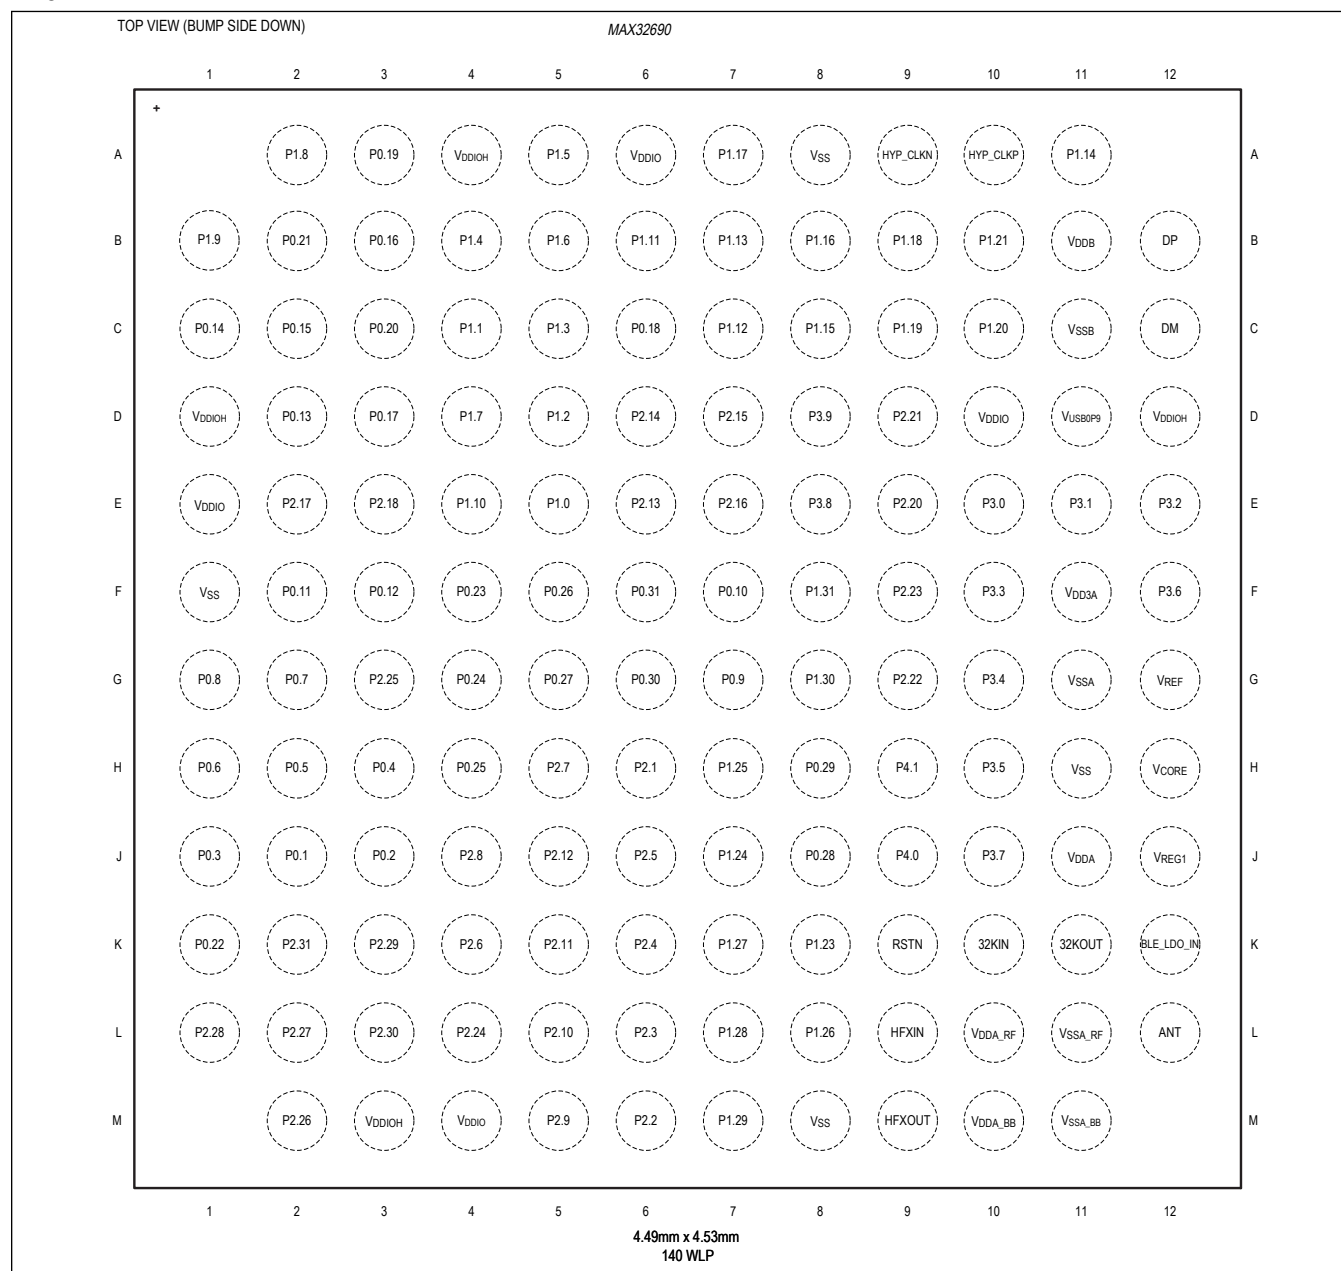 TOP VIEW (BUMP SIDE DOWN) MAX32690
1 2 3 4 5 6 7 8 9 10 11 12
+
A P1.8 P0.19 VDDIOH P1.5 VDDIO P1.17 VSS HYP_CLKN HYP_CLKP P1.14 A
B P1.9 P0.21 P0.16 P1.4 P1.6 P1.11 P1.13 P1.16 P1.18 P1.21 VDDB DP B
C P0.14 P0.15 P0.20 P1.1 P1.3 P0.18 P1.12 P1.15 P1.19 P1.20 VSSB DM C
D VDDIOH P0.13 P0.17 P1.7 P1.2 P2.14 P2.15 P3.9 P2.21 VDDIO VUSB0P9 VDDIOH D
E VDDIO P2.17 P2.18 P1.10 P1.0 P2.13 P2.16 P3.8 P2.20 P3.0 P3.1 P3.2 E
F VSS P0.11 P0.12 P0.23 P0.26 P0.31 P0.10 P1.31 P2.23 P3.3 VDD3A P3.6 F
G P0.8 P0.7 P2.25 P0.24 P0.27 P0.30 P0.9 P1.30 P2.22 P3.4 VSSA VREF G
H P0.6 P0.5 P0.4 P0.25 P2.7 P2.1 P1.25 P0.29 P4.1 P3.5 VSS VCORE H
J P0.3 P0.1 P0.2 P2.8 P2.12 P2.5 P1.24 P0.28 P4.0 P3.7 VDDA VREG1 J
K P0.22 P2.31 P2.29 P2.6 P2.11 P2.4 P1.27 P1.23 RSTN 32KIN 32KOUT BLE_LDO_IN K
L P2.28 P2.27 P2.30 P2.24 P2.10 P2.3 P1.28 P1.26 HFXIN VDDA_RF VSSA_RF ANT L
M P2.26 VDDIOH VDDIO P2.9 P2.2 P1.29 VSS HFXOUT VDDA_BB VSSA_BB M
1 2 3 4 5 6 7 8 9 10 11 12
4.49mm x 4.53mm
140 WLP